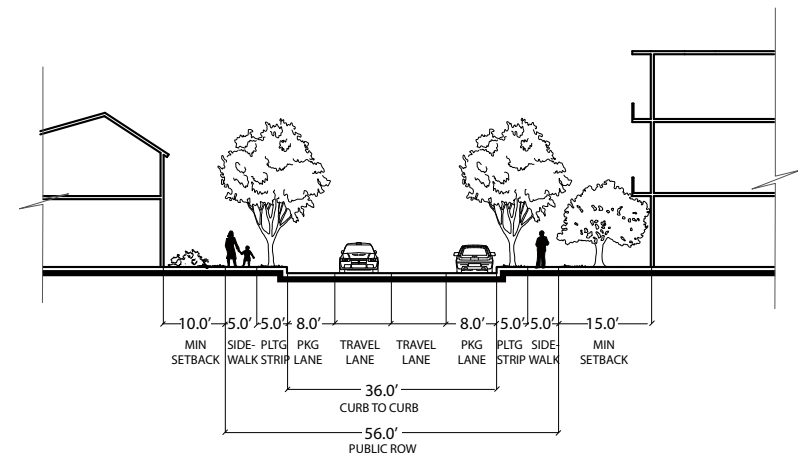 10.0' 5.0' 5.0' 8.0' 8.0' 5.0' 5.0' 15.0'
MIN SIDE- PLTG PKG TRAVEL TRAVEL PKG PLTG SIDE- MIN
SETBACK WALK STRIP LANE LANE LANE LANE STRIP WALK SETBACK
36.0'
CURB TO CURB
56.0'
PUBLIC ROW